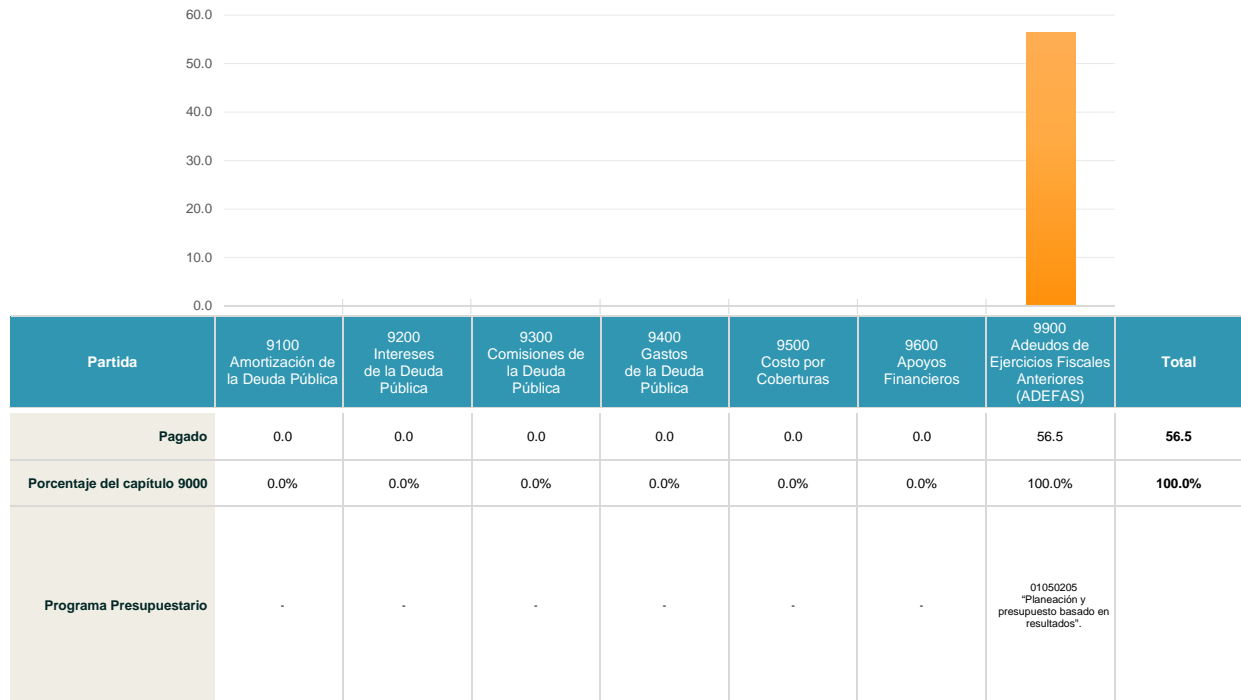 60.0
50.0
40.0
30.0
20.0
10.0
0.0
Partida
9100
Amortización de
la Deuda Pública
9200
Intereses
de la Deuda
Pública
9300
Comisiones de
la Deuda
Pública
9400
Gastos
de la Deuda
Pública
9500
Costo por
Coberturas
9600
Apoyos
Financieros
9900
Adeudos de
Ejercicios Fiscales
Anteriores
(ADEFAS)
Total
Pagado
0.0
0.0
0.0
0.0
0.0
0.0
56.5
56.5
Porcentaje del capítulo 9000
0.0%
0.0%
0.0%
0.0%
0.0%
0.0%
100.0%
100.0%
Programa Presupuestario
-
-
-
-
-
-
01050205
“Planeación y
presupuesto basado en
resultados”.